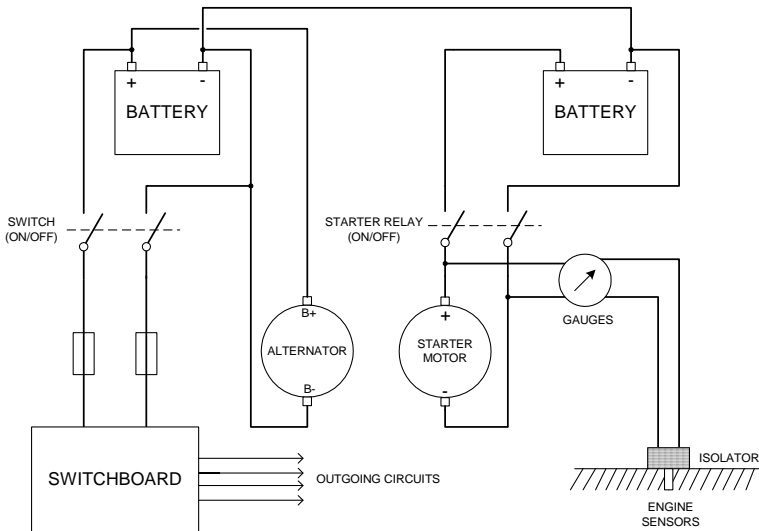 + -
BATTERY
+ -
BATTERY
SWITCH
(ON/OFF)
STARTER RELAY
(ON/OFF)
B+
ALTERNATOR
B-
+
STARTER
MOTOR
-
GAUGES
SWITCHBOARD
OUTGOING CIRCUITS
ISOLATOR
ENGINE
SENSORS